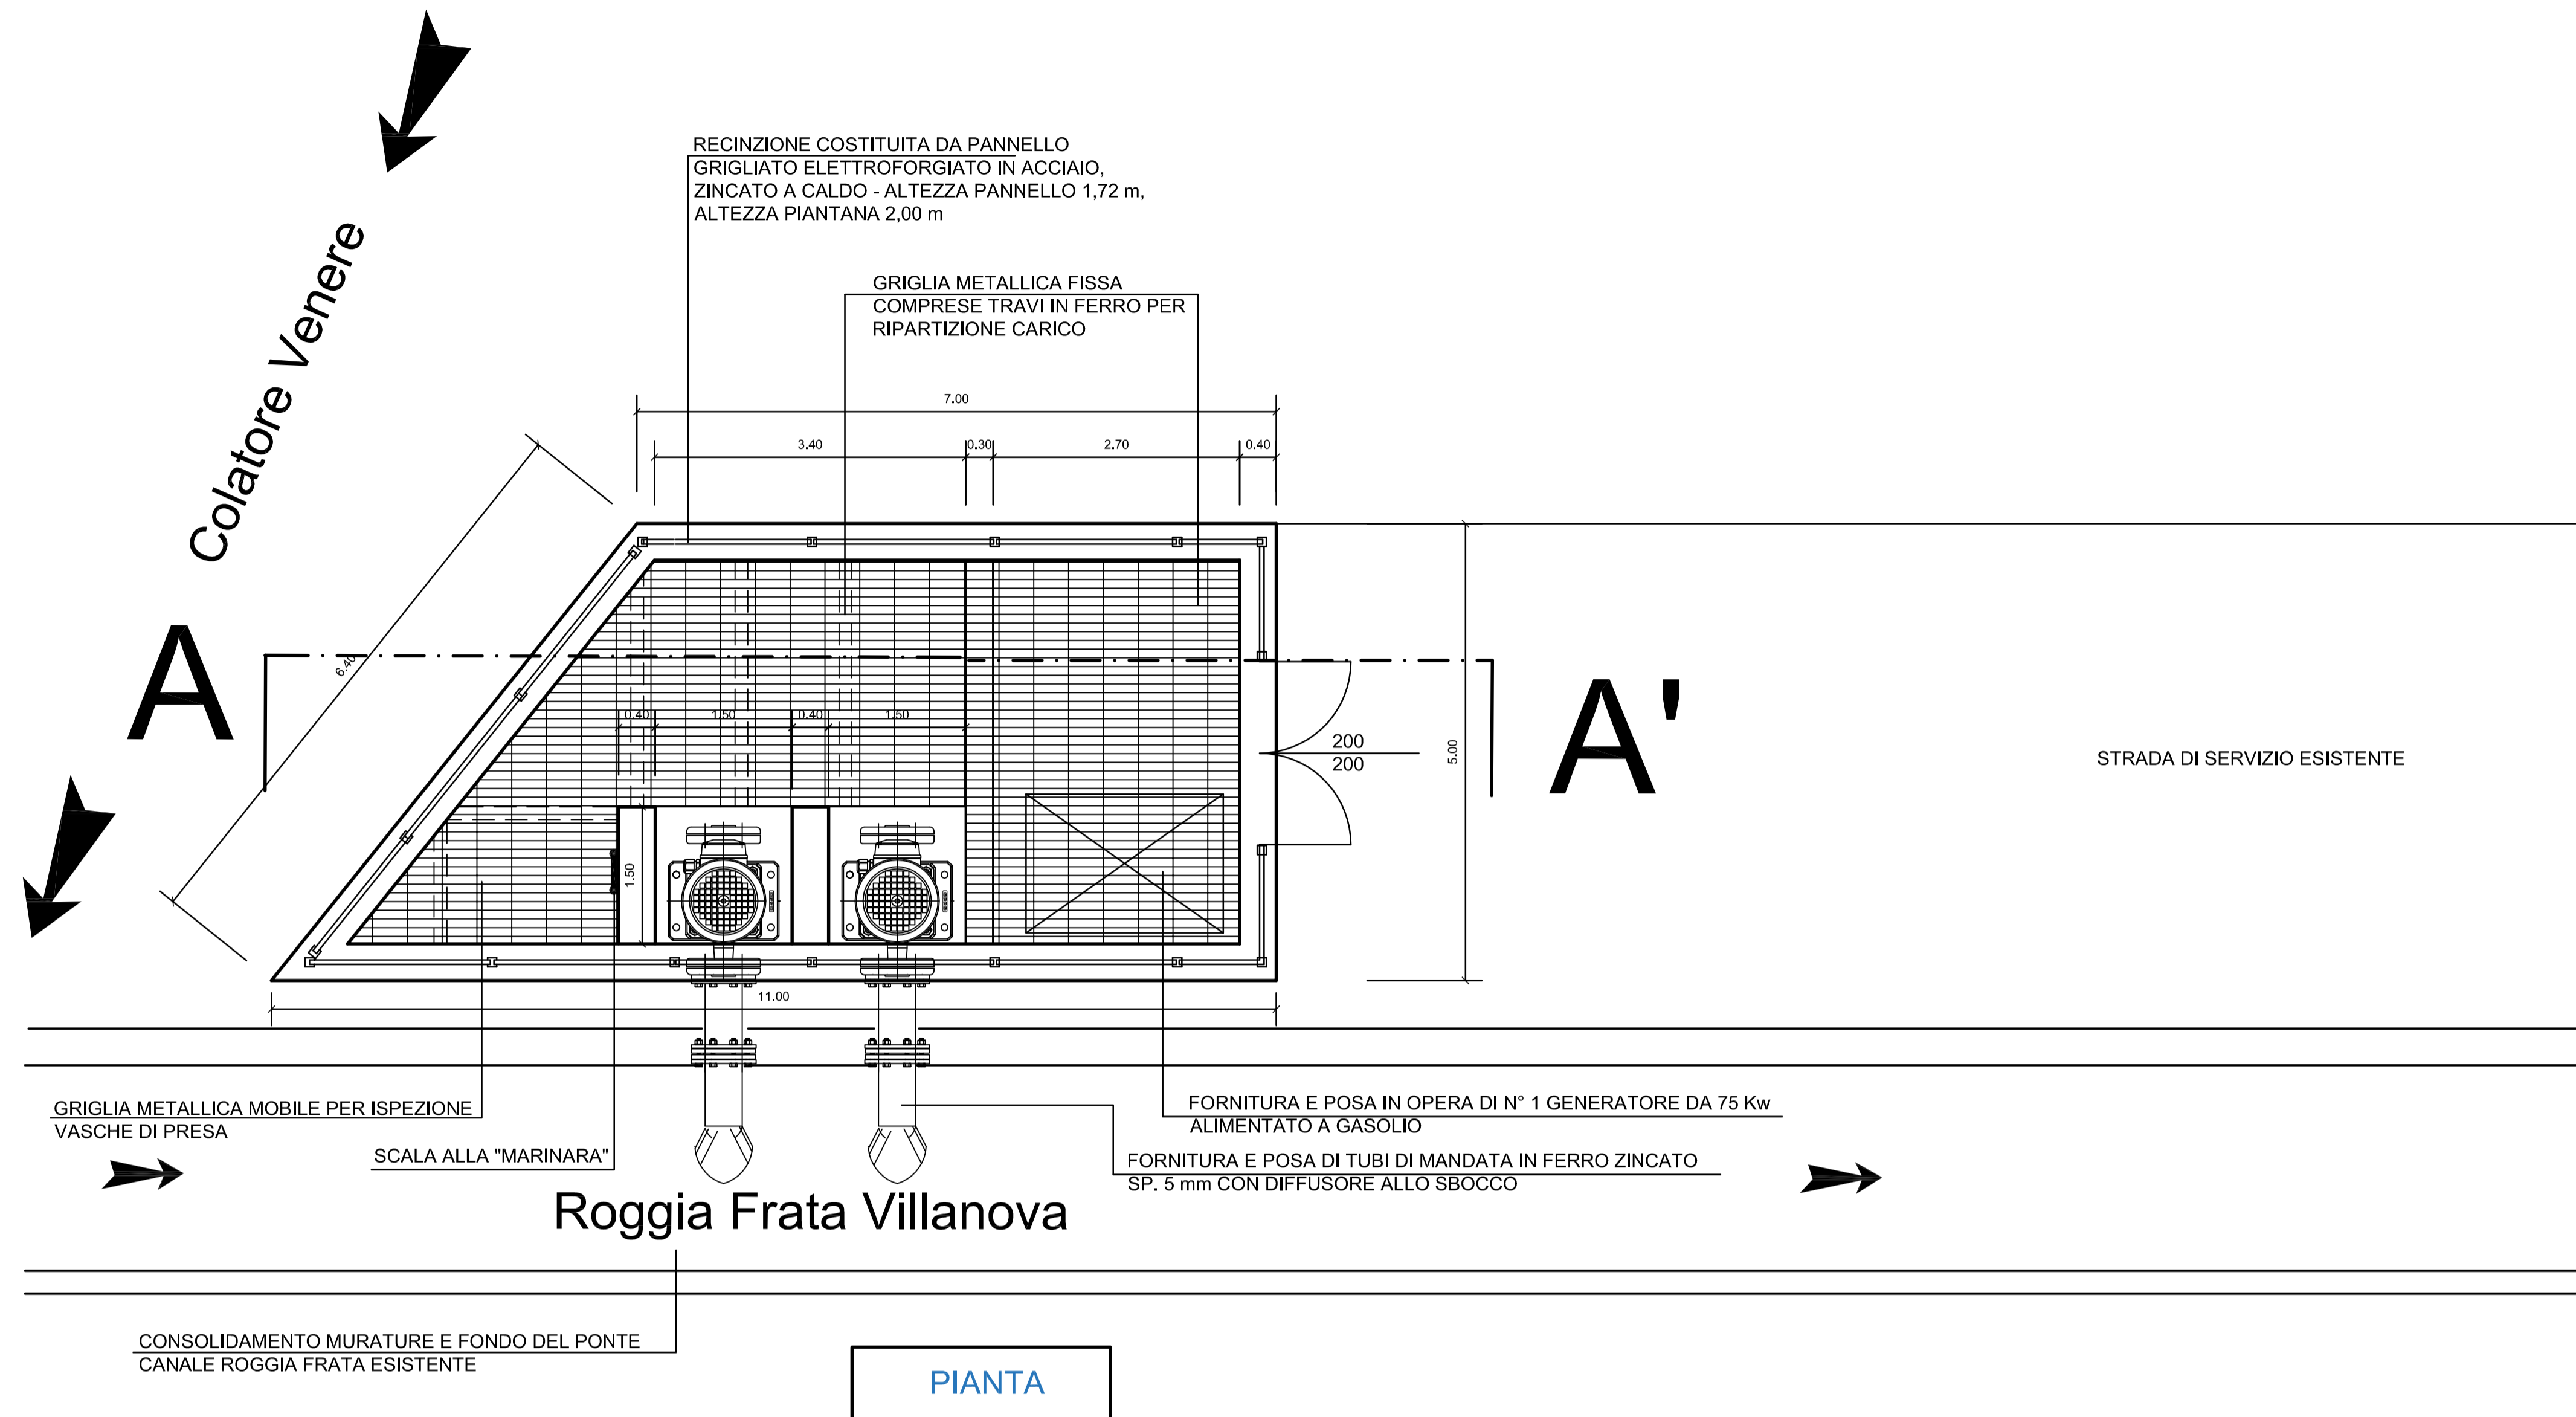 RECINZIONE COSTITUITA DA PANNELLO
GRIGLIATO ELETTROFORGIATO IN ACCIAIO,
ZINCATO A CALDO - ALTEZZA PANNELLO 1,72 m,
ALTEZZA PIANTANA 2,00 m
Colatore Venere
GRIGLIA METALLICA FISSA
COMPRESE TRAVI IN FERRO PER
RIPARTIZIONE CARICO
7.00
3.40
0.30
2.70
0.40
6.40
A
A'
0.40
1.50
0.40
1.50
200
200
5.00
STRADA DI SERVIZIO ESISTENTE
1.50
11.00
GRIGLIA METALLICA MOBILE PER ISPEZIONE
VASCHE DI PRESA
SCALA ALLA "MARINARA"
FORNITURA E POSA IN OPERA DI N° 1 GENERATORE DA 75 Kw
ALIMENTATO A GASOLIO
FORNITURA E POSA DI TUBI DI MANDATA IN FERRO ZINCATO
SP. 5 mm CON DIFFUSORE ALLO SBOCCO
Roggia Frata Villanova
CONSOLIDAMENTO MURATURE E FONDO DEL PONTE
CANALE ROGGIA FRATA ESISTENTE
PIANTA